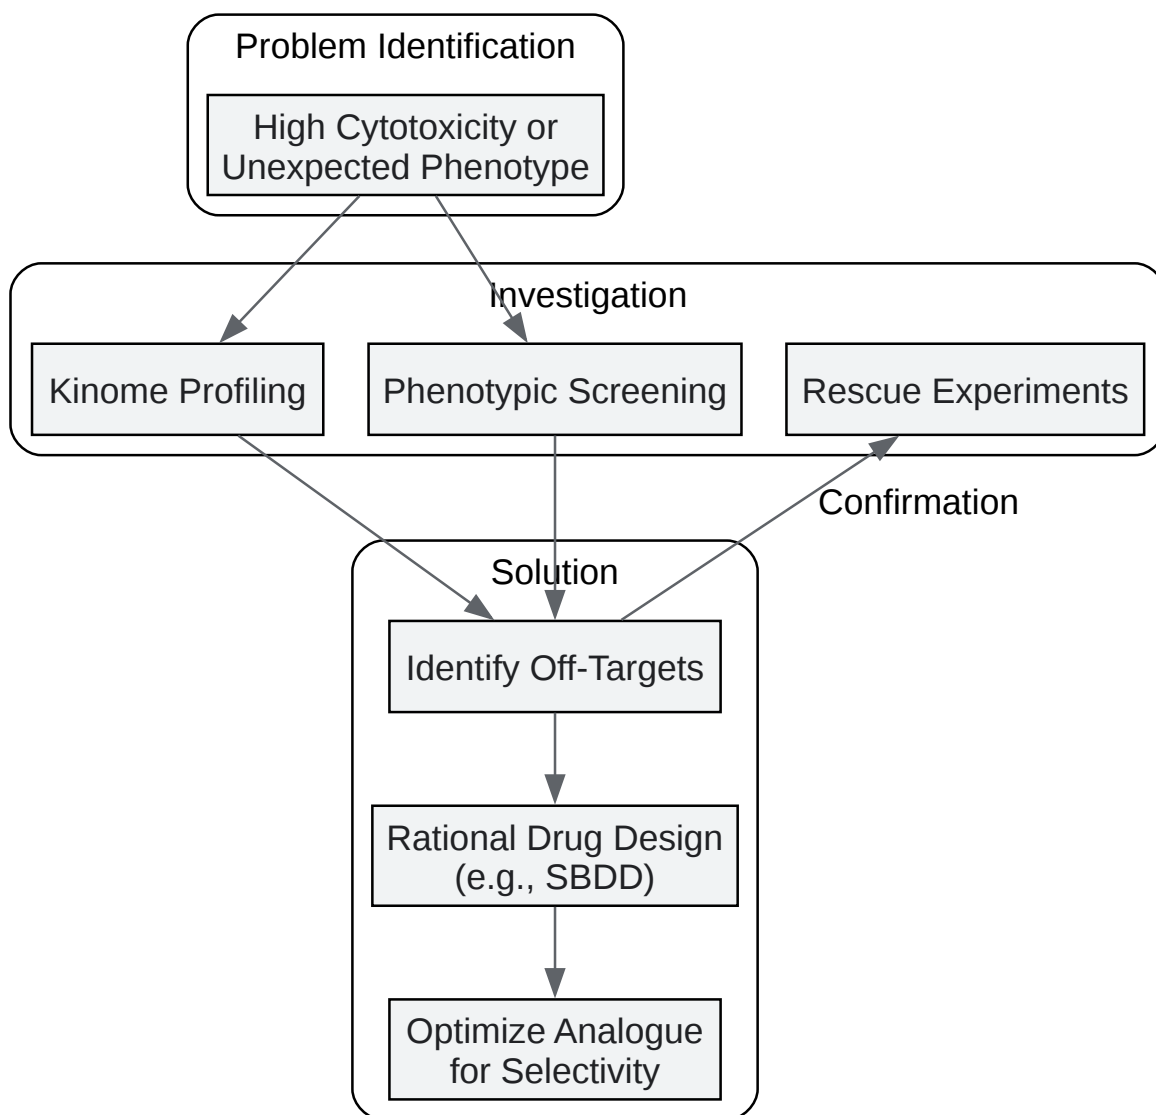 Problem Identification
High Cytotoxicity or
Unexpected Phenotype
Investigation
Kinome Profiling
Phenotypic Screening
Rescue Experiments
Confirmation
Solution
Identify Off-Targets
Rational Drug Design
(e.g., SBDD)
Optimize Analogue
for Selectivity